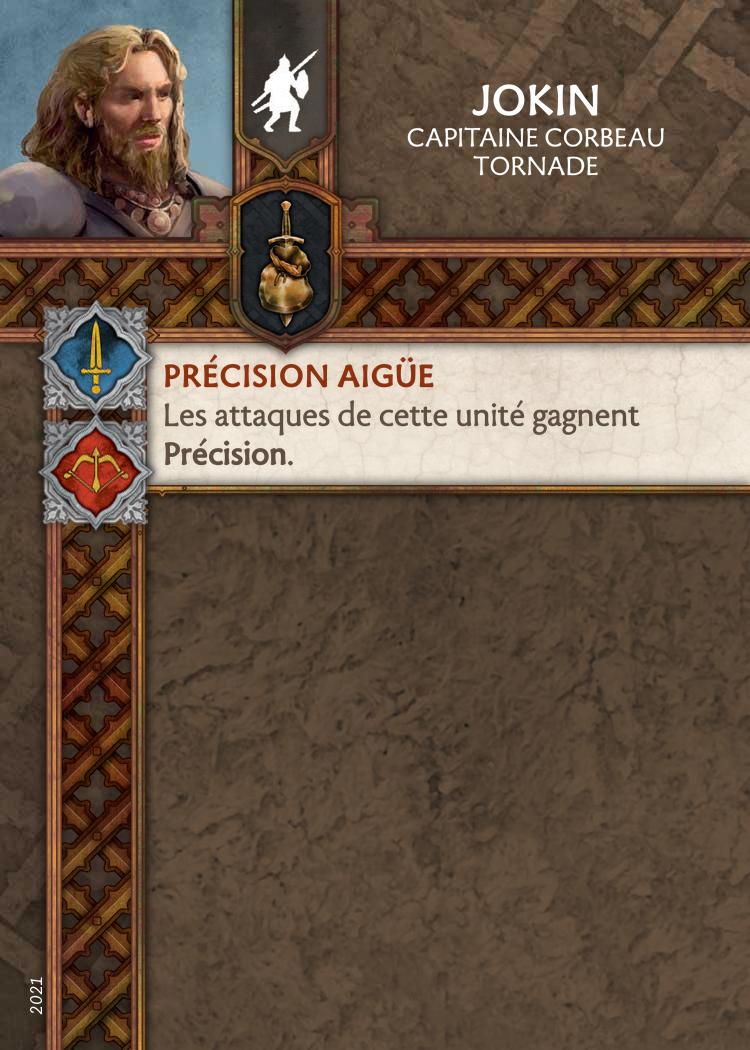 JOKIN
CAPITAINE CORBEAU
TORNADE
PRÉCISION AIGÜE
Les attaques de cette unité gagnent
Précision.
2021